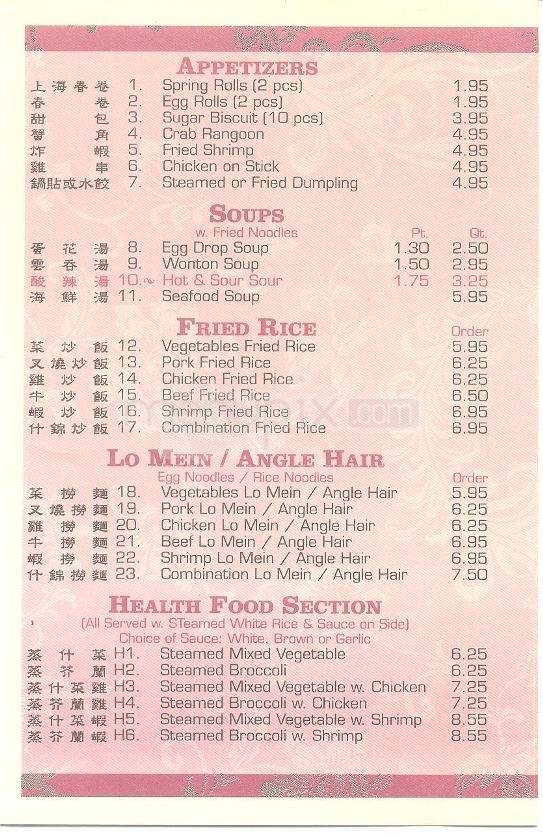 APPETIZERS
上海春卷 1. Spring Rolls (2 pcs) 1.95
春卷 2. Egg Rolls (2 pcs) 1.95
甜包 3. Sugar Biscuit (10 pcs) 3.95
蟹角 4. Crab Rangoon 4.95
炸蝦 5. Fried Shrimp 4.95
雞串 6. Chicken on Stick 4.95
鍋貼或水餃 7. Steamed or Fried Dumpling 4.95
SOUPS
w. Fried Noodles Pt. Qt.
蛋花湯 8. Egg Drop Soup 1.30 2.50
雲吞湯 9. Wonton Soup 1.50 2.95
酸辣湯 10. Hot & Sour Sour 1.75 3.25
海鮮湯 11. Seafood Soup 5.95
FRIED RICE
Order
菜炒飯 12. Vegetables Fried Rice 5.95
叉燒炒飯 13. Pork Fried Rice 6.25
雞炒飯 14. Chicken Fried Rice 6.25
牛炒飯 15. Beef Fried Rice 6.50
蝦炒飯 16. Shrimp Fried Rice 6.95
什錦炒飯 17. Combination Fried Rice 6.95
LO MEIN / ANGLE HAIR
Egg Noodles / Rice Noodles Order
菜撈麵 18. Vegetables Lo Mein / Angle Hair 5.95
叉燒撈麵 19. Pork Lo Mein / Angle Hair 6.25
雞撈麵 20. Chicken Lo Mein / Angle Hair 6.25
牛撈麵 21. Beef Lo Mein / Angle Hair 6.95
蝦撈麵 22. Shrimp Lo Mein / Angle Hair 6.95
什錦撈麵 23. Combination Lo Mein / Angle Hair 7.50
HEALTH FOOD SECTION
(All Served w. STeamed White Rice & Sauce on Side)
Choice of Sauce: White, Brown or Garlic
蒸什菜 H1. Steamed Mixed Vegetable 6.25
蒸芥蘭 H2. Steamed Broccoli 6.25
蒸什菜雞 H3. Steamed Mixed Vegetable w. Chicken 7.25
蒸芥蘭雞 H4. Steamed Broccoli w. Chicken 7.25
蒸什菜蝦 H5. Steamed Mixed Vegetable w. Shrimp 8.55
蒸芥蘭蝦 H6. Steamed Broccoli w. Shrimp 8.55